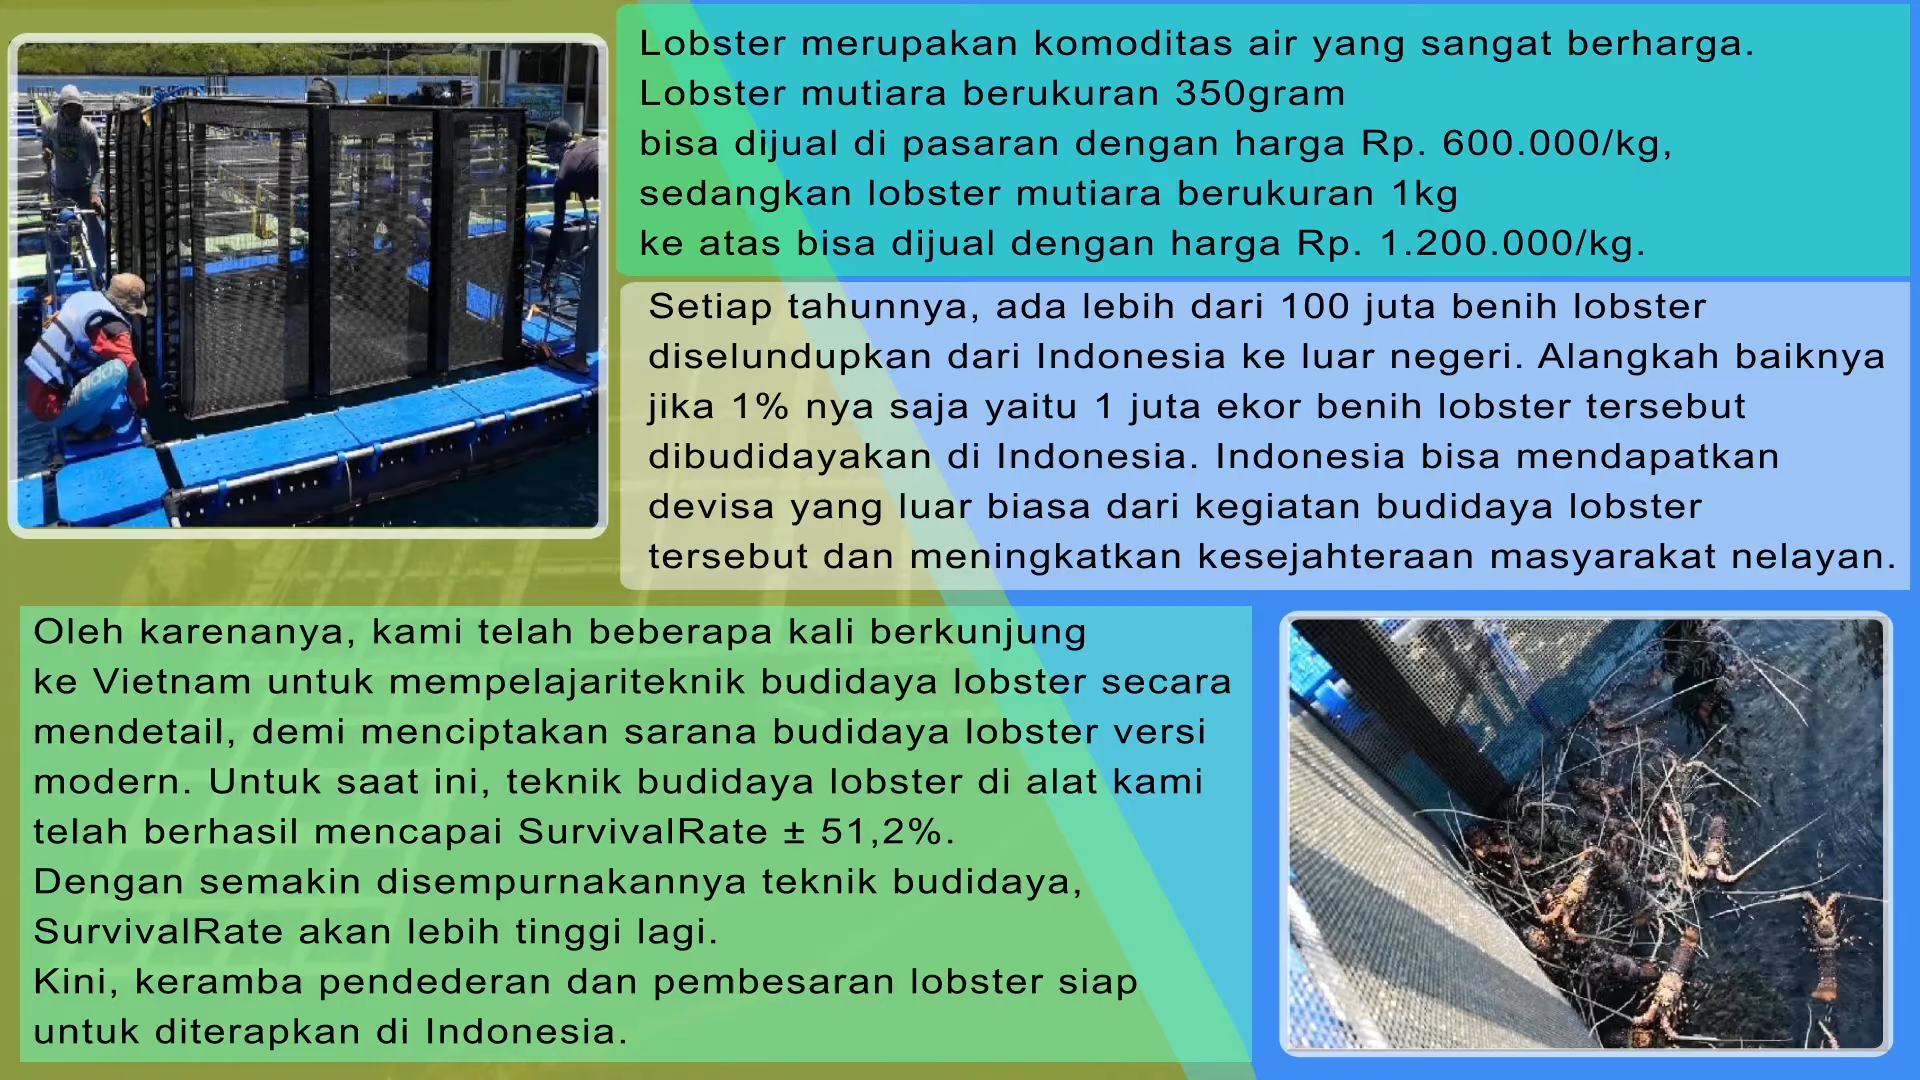 Lobster merupakan komoditas air yang sangat berharga.
Lobster mutiara berukuran 350gram
bisa dijual di pasaran dengan harga Rp. 600.000/kg,
sedangkan lobster mutiara berukuran 1kg
ke atas bisa dijual dengan harga Rp. 1.200.000/kg.
Setiap tahunnya, ada lebih dari 100 juta benih lobster
diselundupkan dari Indonesia ke luar negeri. Alangkah baiknya
jika 1% nya saja yaitu 1 juta ekor benih lobster tersebut
dibudidayakan di Indonesia. Indonesia bisa mendapatkan
devisa yang luar biasa dari kegiatan budidaya lobster
tersebut dan meningkatkan kesejahteraan masyarakat nelayan.
Oleh karenanya, kami telah beberapa kali berkunjung
ke Vietnam untuk mempelajariteknik budidaya lobster secara
mendetail, demi menciptakan sarana budidaya lobster versi
modern. Untuk saat ini, teknik budidaya lobster di alat kami
telah berhasil mencapai SurvivalRate ± 51,2%.
Dengan semakin disempurnakannya teknik budidaya,
SurvivalRate akan lebih tinggi lagi.
Kini, keramba pendederan dan pembesaran lobster siap
untuk diterapkan di Indonesia.